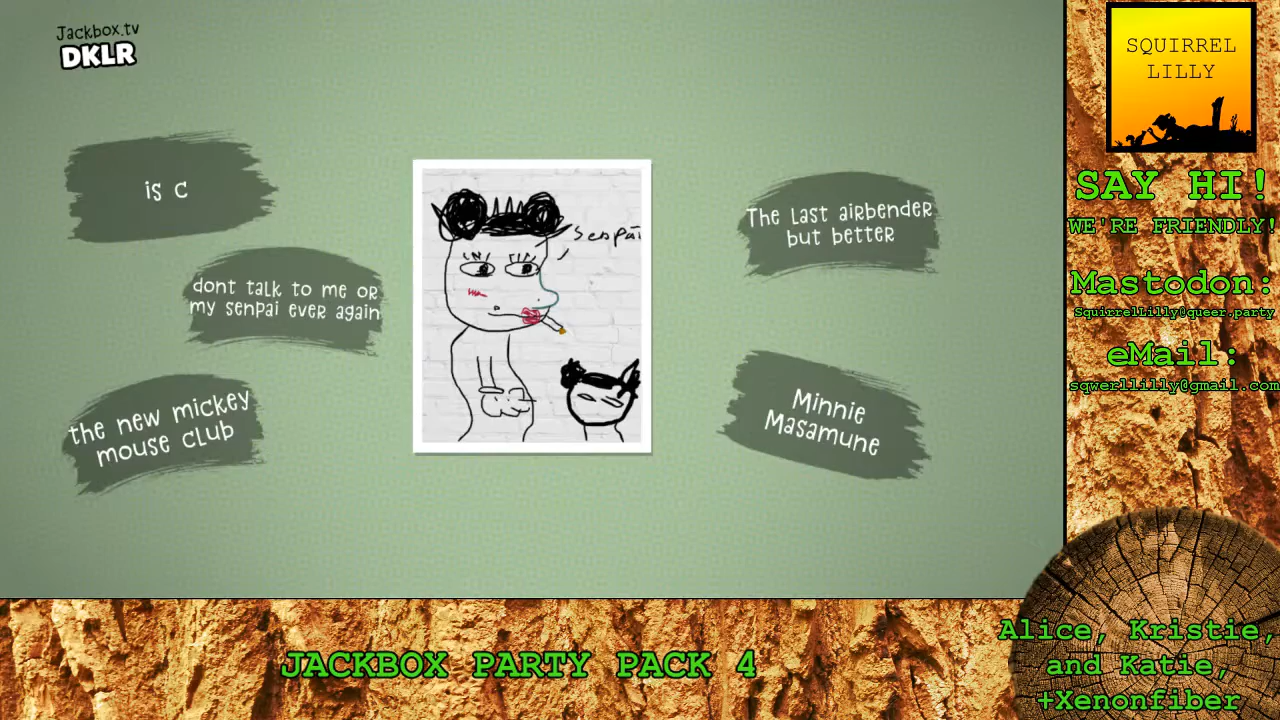 Jackbox.tv
DKLR
is c
dont talk to me or
my senpai ever again
the new mickey
mouse club
senpai
The Last airbender
but better
Minnie
Masamune
SQUIRREL
LILLY
SAY HI!
WE'RE FRIENDLY!
Mastodon:
SquirrelLilly@queer.party
eMail:
sqwerllilly@gmail.com
JACKBOX PARTY PACK 4
Alice, Kristie,
and Katie,
+Xenonfiber